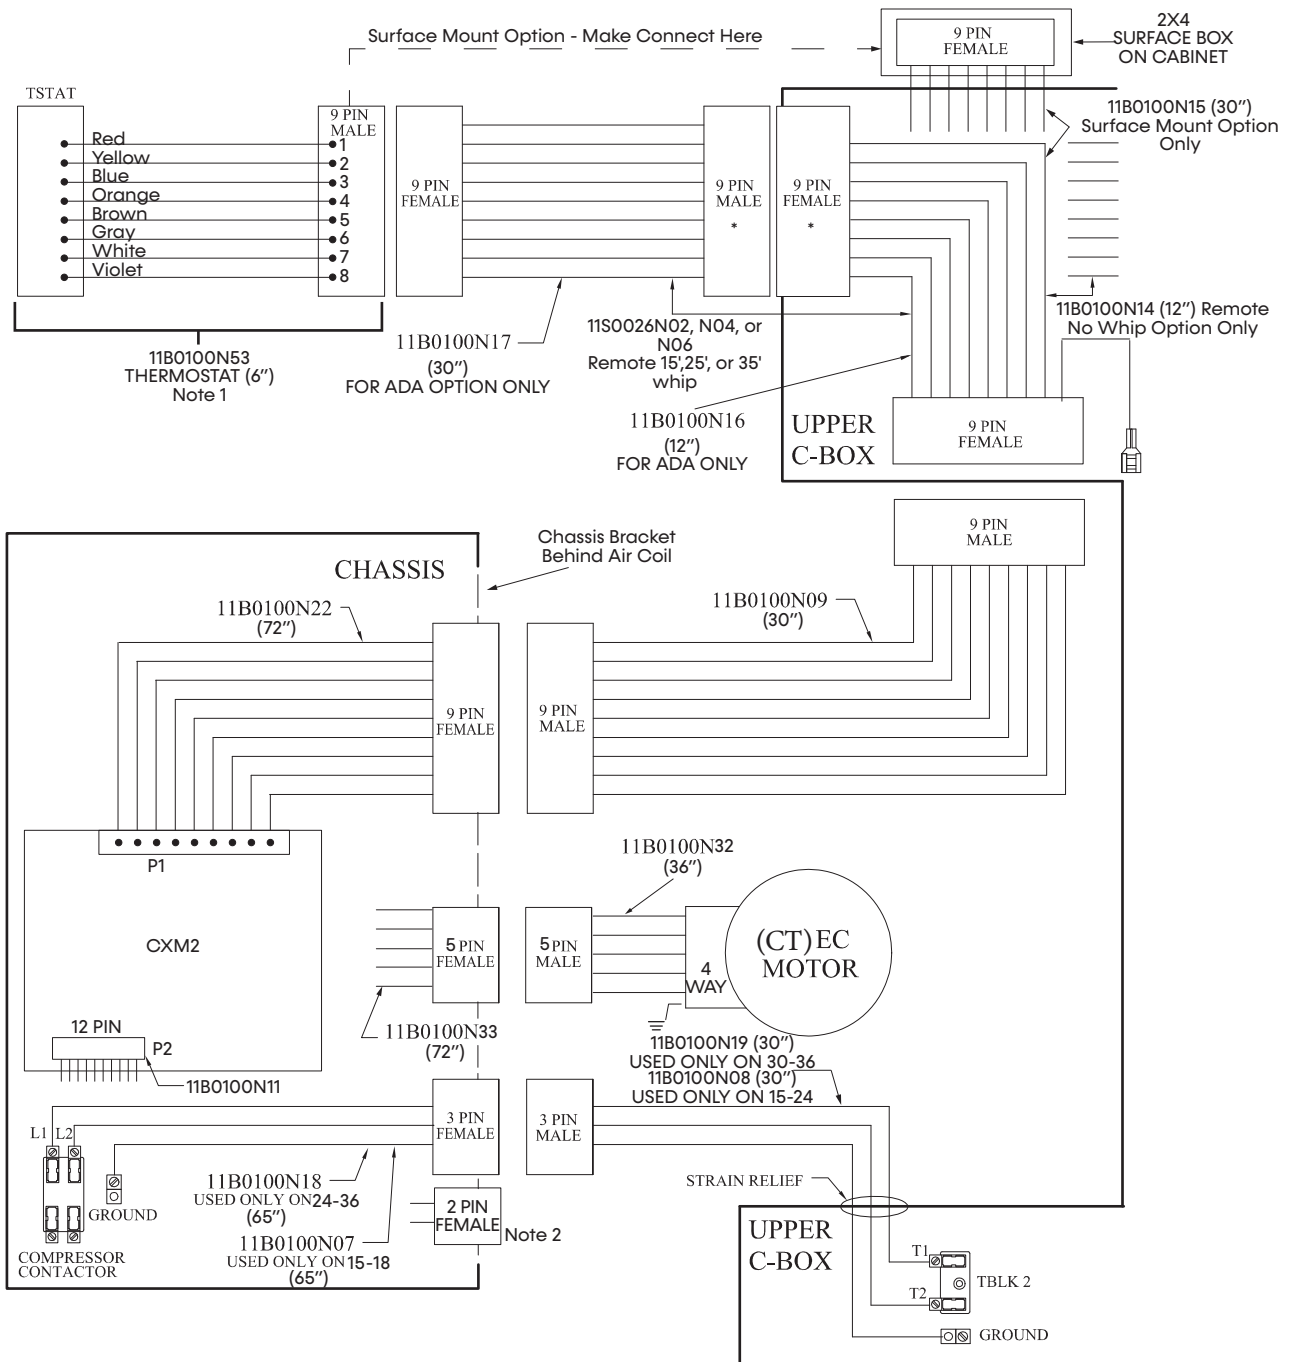 Surface Mount Option - Make Connect Here
9 PIN
FEMALE
2X4
SURFACE BOX
ON CABINET
TSTAT
9 PIN
MALE
Red
1
Yellow
2
Blue
3
Orange
4
Brown
5
Gray
6
White
7
Violet
8
9 PIN
FEMALE
9 PIN
MALE
*
9 PIN
FEMALE
*
11B0100N15 (30”)
Surface Mount Option
Only
11B0100N53
THERMOSTAT (6”)
Note 1
11B0100N17
(30”)
FOR ADA OPTION ONLY
11S0026N02, N04, or
N06
Remote 15',25', or 35'
whip
11B0100N14 (12”) Remote
No Whip Option Only
11B0100N16
(12”)
FOR ADA ONLY
UPPER
C-BOX
9 PIN
FEMALE
9 PIN
MALE
Chassis Bracket
Behind Air Coil
CHASSIS
11B0100N22
(72”)
11B0100N09
(30”)
9 PIN
FEMALE
9 PIN
MALE
P1
CXM2
12 PIN
P2
11B0100N11
11B0100N32
(36”)
5 PIN
FEMALE
5 PIN
MALE
4
WAY
(CT) EC
MOTOR
11B0100N33
(72”)
11B0100N19 (30”)
USED ONLY ON 30-36
11B0100N08 (30”)
USED ONLY ON 15-24
3 PIN
FEMALE
3 PIN
MALE
L1
L2
GROUND
COMPRESSOR
CONTACTOR
11B0100N18
USED ONLY ON 24-36
(65”)
11B0100N07
USED ONLY ON 15-18
(65”)
2 PIN
FEMALE
Note 2
STRAIN RELIEF
UPPER
C-BOX
T1
T2
TBLK 2
GROUND